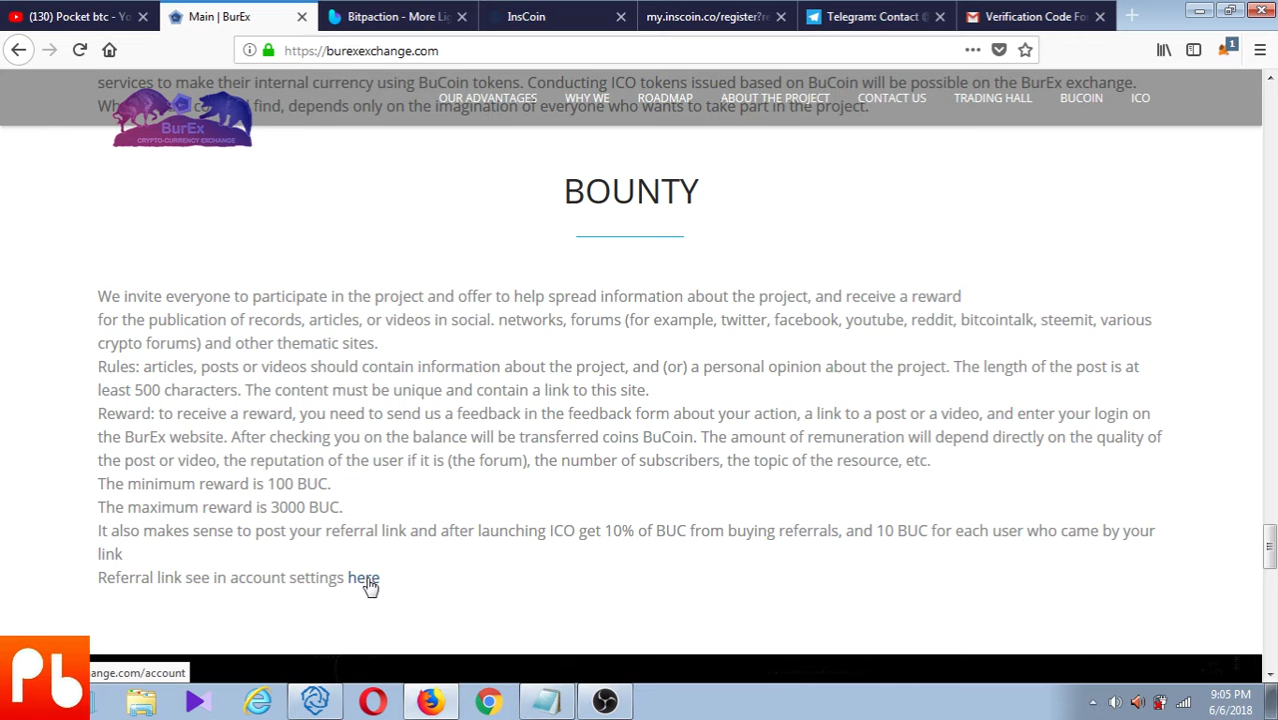 (130) Pocket btc - Yo
Main | BurEx
Bitpaction - More Lig
InsCoin
my.inscoin.co/register?re
Telegram: Contact
Verification Code For
https://burexexchange.com
1
services to make their internal currency using BuCoin tokens. Conducting ICO tokens issued based on BuCoin will be possible on the BurEx exchange.
find, depends only on the imagination of everyone who wants to take part in the project.
OUR ADVANTAGES WHY WE ROADMAP ABOUT THE PROJECT CONTACT US TRADING HALL BUCOIN ICO
BurEx
CRYPTO-CURRENCY EXCHANGE
BOUNTY
We invite everyone to participate in the project and offer to help spread information about the project, and receive a reward
for the publication of records, articles, or videos in social. networks, forums (for example, twitter, facebook, youtube, reddit, bitcointalk, steemit, various
crypto forums) and other thematic sites.
Rules: articles, posts or videos should contain information about the project, and (or) a personal opinion about the project. The length of the post is at
least 500 characters. The content must be unique and contain a link to this site.
Reward: to receive a reward, you need to send us a feedback in the feedback form about your action, a link to a post or a video, and enter your login on
the BurEx website. After checking you on the balance will be transferred coins BuCoin. The amount of remuneration will depend directly on the quality of
the post or video, the reputation of the user if it is (the forum), the number of subscribers, the topic of the resource, etc.
The minimum reward is 100 BUC.
The maximum reward is 3000 BUC.
It also makes sense to post your referral link and after launching ICO get 10% of BUC from buying referrals, and 10 BUC for each user who came by your
link
Referral link see in account settings here
ange.com/account
Pb
9:05 PM
6/6/2018